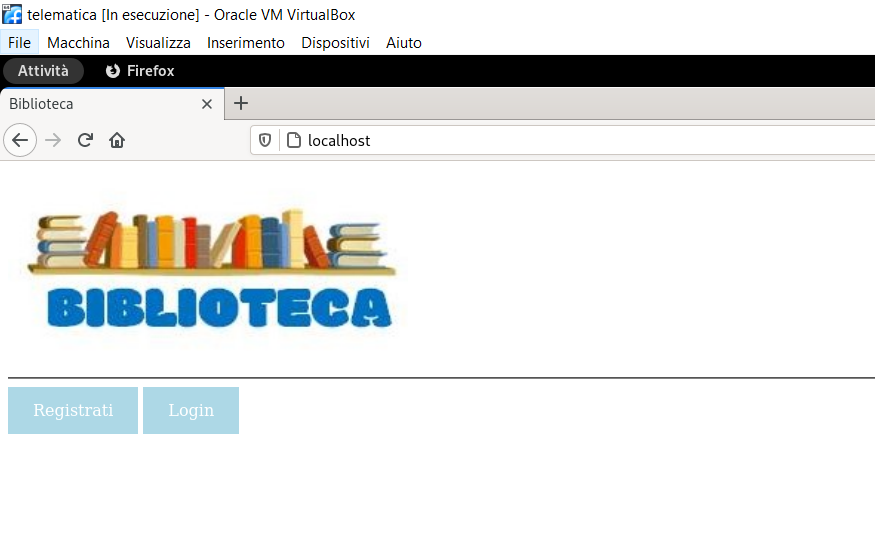 telematica [In esecuzione] - Oracle VM VirtualBox
File Macchina Visualizza Inserimento Dispositivi Aiuto
Attività Firefox
Biblioteca
localhost
BIBLIOTECA
Registrati Login